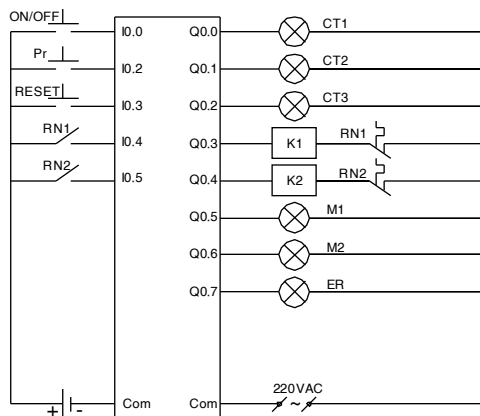 ON/OFF I0.0 Q0.0 CT1
Pr I0.2 Q0.1 CT2
RESET I0.3 Q0.2 CT3
RN1 I0.4 Q0.3 K1 RN1
RN2 I0.5 Q0.4 K2 RN2
Q0.5 M1
Q0.6 M2
Q0.7 ER
+ - Com Com 220VAC
~